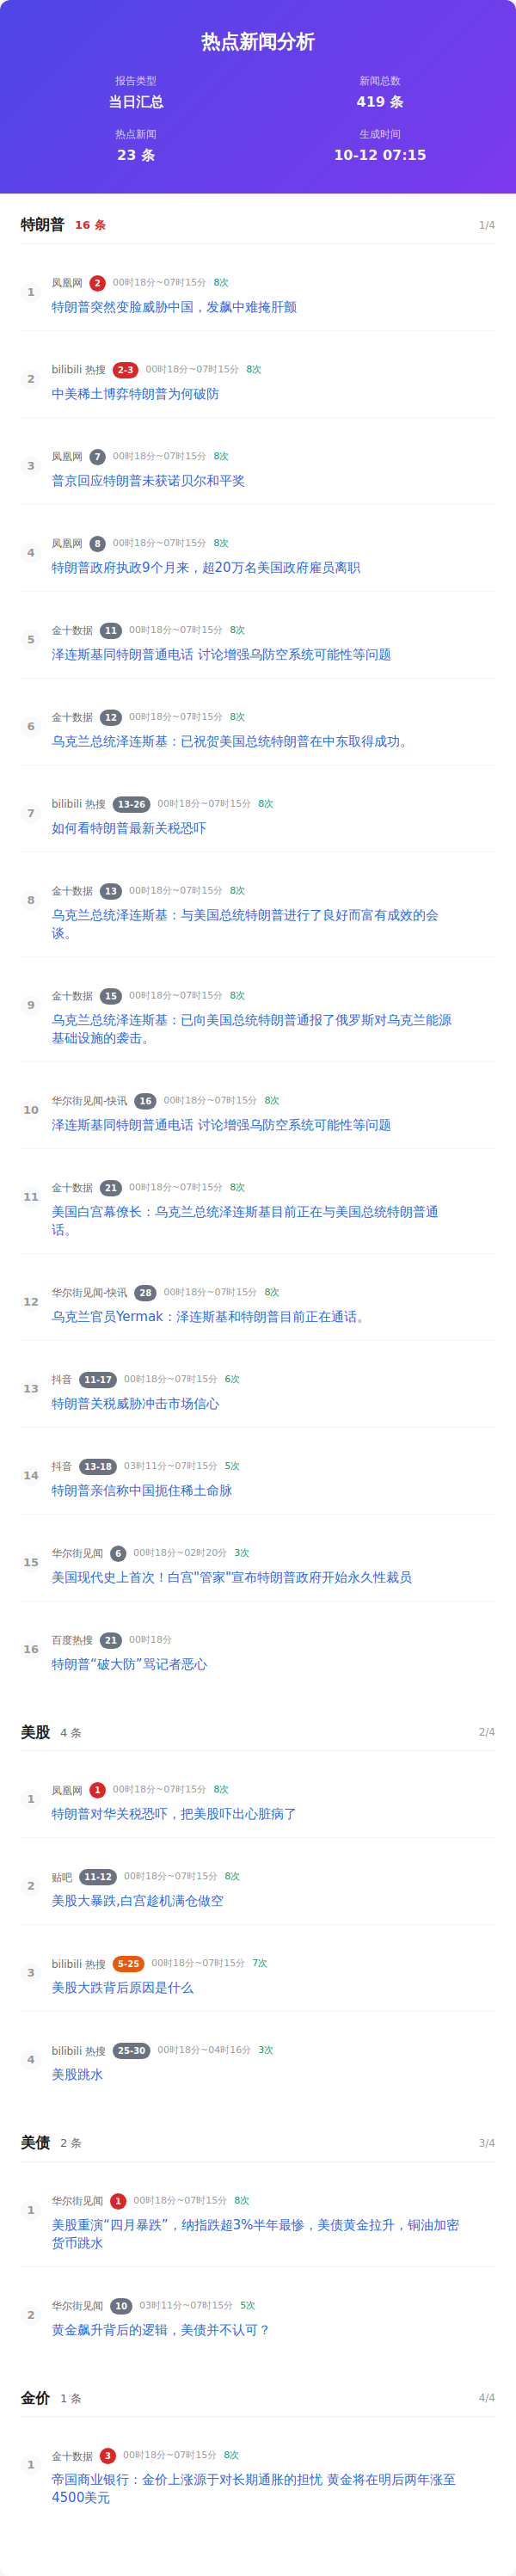 热点新闻分析
报告类型
当日汇总
新闻总数
419 条
热点新闻
23 条
生成时间
10-12 07:15
特朗普 16 条 1/4
1 凤凰网 2 00时18分~07时15分 8次
特朗普突然变脸威胁中国，发飙中难掩肝颤
2 bilibili 热搜 2-3 00时18分~07时15分 8次
中美稀土博弈特朗普为何破防
3 凤凰网 7 00时18分~07时15分 8次
普京回应特朗普未获诺贝尔和平奖
4 凤凰网 8 00时18分~07时15分 8次
特朗普政府执政9个月来，超20万名美国政府雇员离职
5 金十数据 11 00时18分~07时15分 8次
泽连斯基同特朗普通电话 讨论增强乌防空系统可能性等问题
6 金十数据 12 00时18分~07时15分 8次
乌克兰总统泽连斯基：已祝贺美国总统特朗普在中东取得成功。
7 bilibili 热搜 13-26 00时18分~07时15分 8次
如何看特朗普最新关税恐吓
8 金十数据 13 00时18分~07时15分 8次
乌克兰总统泽连斯基：与美国总统特朗普进行了良好而富有成效的会
谈。
9 金十数据 15 00时18分~07时15分 8次
乌克兰总统泽连斯基：已向美国总统特朗普通报了俄罗斯对乌克兰能源
基础设施的袭击。
10 华尔街见闻-快讯 16 00时18分~07时15分 8次
泽连斯基同特朗普通电话 讨论增强乌防空系统可能性等问题
11 金十数据 21 00时18分~07时15分 8次
美国白宫幕僚长：乌克兰总统泽连斯基目前正在与美国总统特朗普通
话。
12 华尔街见闻-快讯 28 00时18分~07时15分 8次
乌克兰官员Yermak：泽连斯基和特朗普目前正在通话。
13 抖音 11-17 00时18分~07时15分 6次
特朗普关税威胁冲击市场信心
14 抖音 13-18 03时11分~07时15分 5次
特朗普亲信称中国扼住稀土命脉
15 华尔街见闻 6 00时18分~02时20分 3次
美国现代史上首次！白宫"管家"宣布特朗普政府开始永久性裁员
16 百度热搜 21 00时18分
特朗普“破大防”骂记者恶心
美股 4 条 2/4
1 凤凰网 1 00时18分~07时15分 8次
特朗普对华关税恐吓，把美股吓出心脏病了
2 贴吧 11-12 00时18分~07时15分 8次
美股大暴跌,白宫趁机满仓做空
3 bilibili 热搜 5-25 00时18分~07时15分 7次
美股大跌背后原因是什么
4 bilibili 热搜 25-30 00时18分~04时16分 3次
美股跳水
美债 2 条 3/4
1 华尔街见闻 1 00时18分~07时15分 8次
美股重演“四月暴跌”，纳指跌超3%半年最惨，美债黄金拉升，铜油加密
货币跳水
2 华尔街见闻 10 03时11分~07时15分 5次
黄金飙升背后的逻辑，美债并不认可？
金价 1 条 4/4
1 金十数据 3 00时18分~07时15分 8次
帝国商业银行：金价上涨源于对长期通胀的担忧 黄金将在明后两年涨至
4500美元